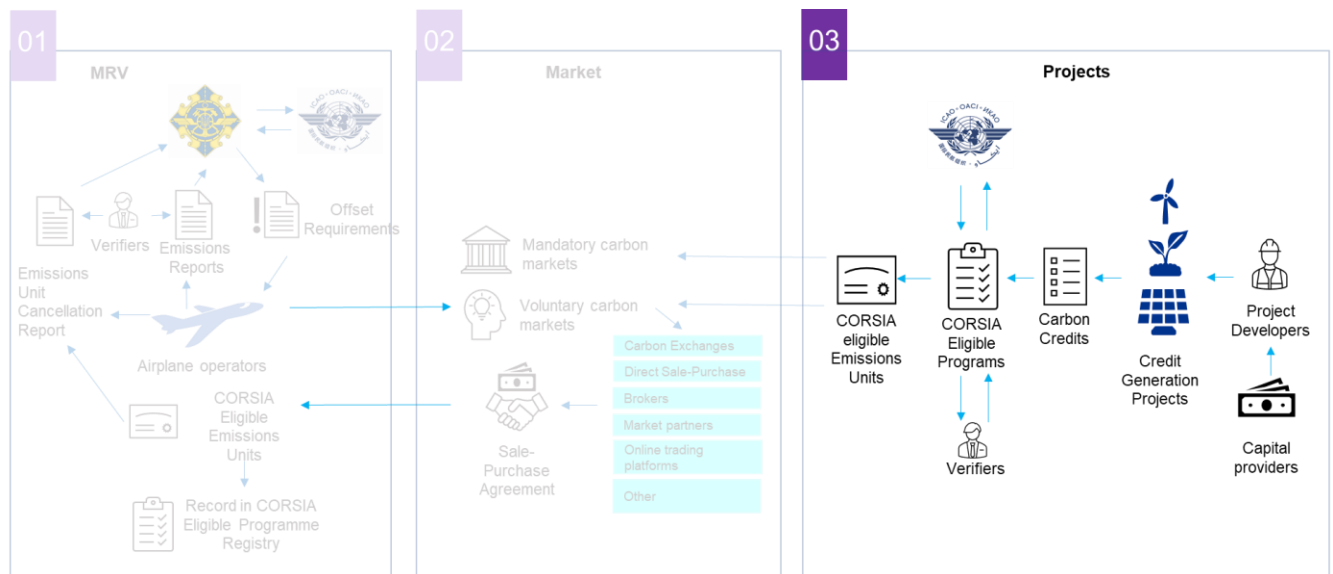 01
MRV
Verifiers
Emissions
Reports
Offset
Requirements
Emissions
Unit
Cancellation
Report
Airplane operators
CORSIA
Eligible
Emissions
Units
Record in CORSIA
Eligible Programme
Registry
02
Market
Mandatory carbon
markets
Voluntary carbon
markets
Carbon Exchanges
Direct Sale-Purchase
Brokers
Market partners
Online trading
platforms
Other
Sale-
Purchase
Agreement
03
Projects
ICAO·OACI·ИКАО
CORSIA
eligible
Emissions
Units
CORSIA
Eligible
Programs
Carbon
Credits
Credit
Generation
Projects
Project
Developers
Capital
providers
Verifiers